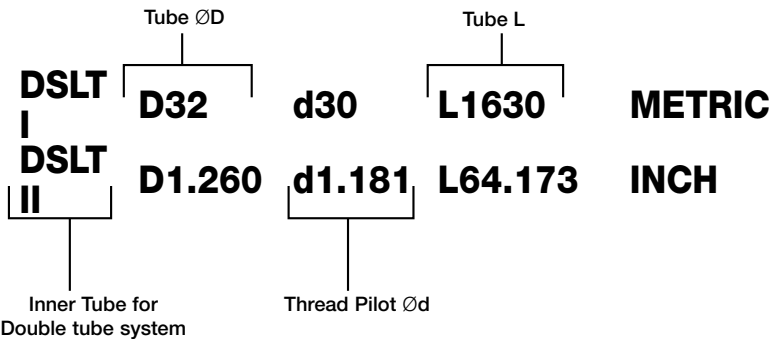 Tube ∅D
Tube L
DSLT
I
D32 d30 L1630 METRIC
DSLT
II
D1.260 d1.181 L64.173 INCH
Inner Tube for
Double tube system
Thread Pilot ∅d